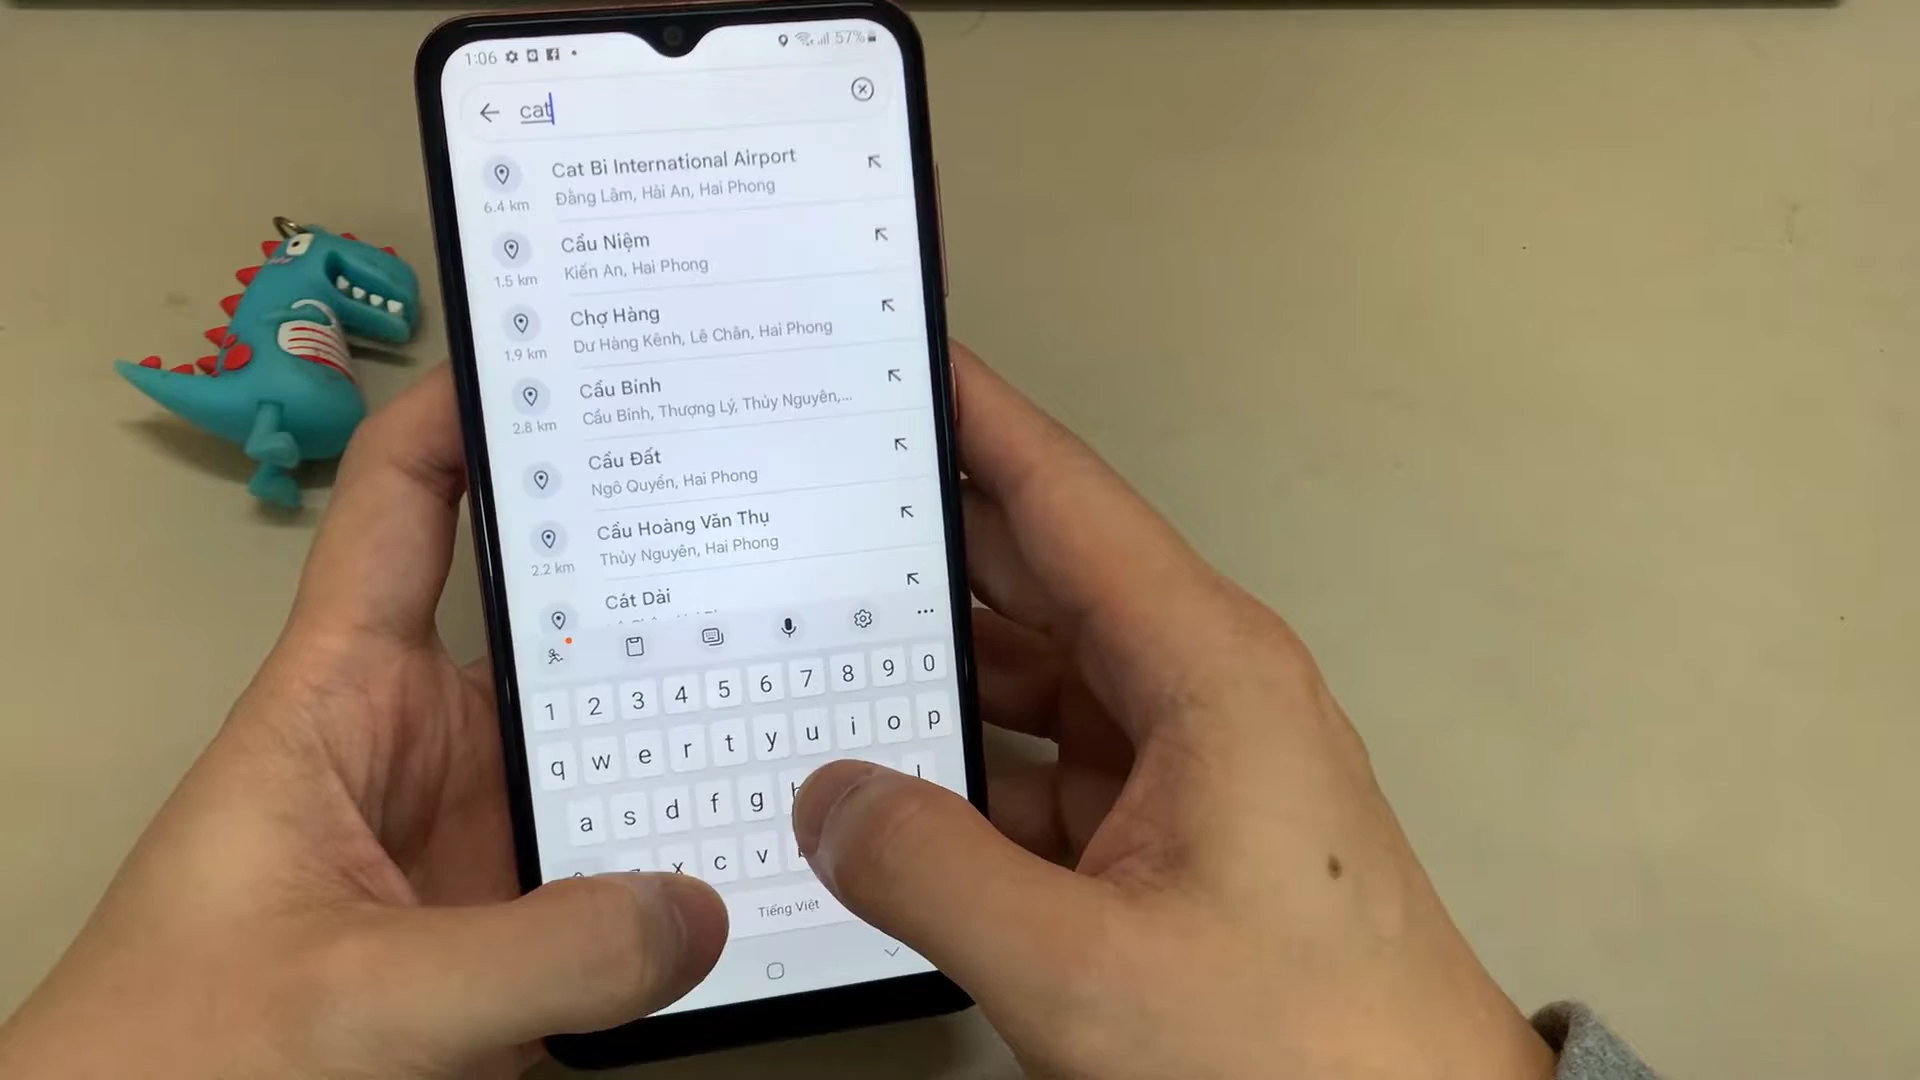 1:06
57%
cat
Cat Bi International Airport
6.4 km
Đằng Lâm, Hải An, Hai Phong
Cầu Niệm
1.5 km
Kiến An, Hai Phong
Chợ Hàng
1.9 km
Dư Hàng Kênh, Lê Chân, Hai Phong
Cầu Bính
2.8 km
Cầu Bính, Thượng Lý, Thủy Nguyên,...
Cầu Đất
Ngô Quyền, Hai Phong
Cầu Hoàng Văn Thụ
2.2 km
Thủy Nguyên, Hai Phong
Cát Dài
1 2 3 4 5 6 7 8 9 0
q w e r t y u i o p
a s d f g
x c v
Tiếng Việt